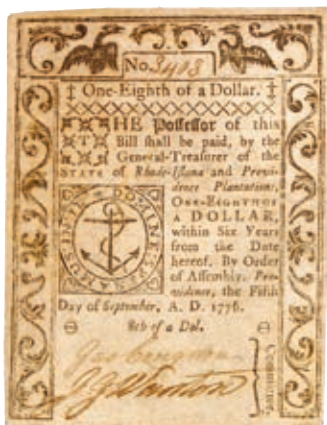 No. 3403
‡ One-Eighth of a Dollar. ‡
THE Poſſeſſor of this
Bill ſhall be paid, by the
General-Treaſurer of the
STATE of Rhode-Iſland and Provi-
dence Plantations,
ONE-EIGHTH OF
A DOLLAR,
within Six Years
from the Date
hereof. By Order
of Aſſembly. Pro-
vidence, the Fifth
Day of September, A. D. 1776.
8th of a Dol.